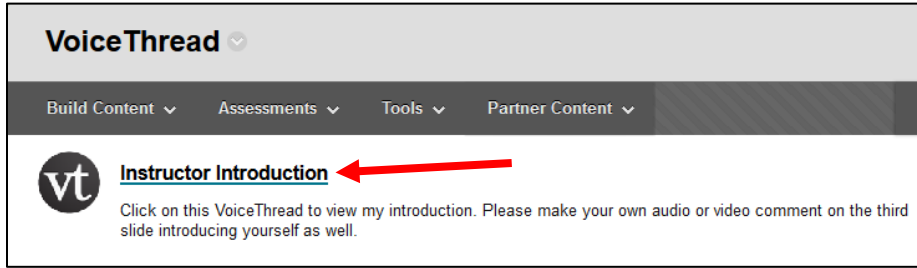 VoiceThread
Build Content Assessments Tools Partner Content
vt
Instructor Introduction
Click on this VoiceThread to view my introduction. Please make your own audio or video comment on the third
slide introducing yourself as well.